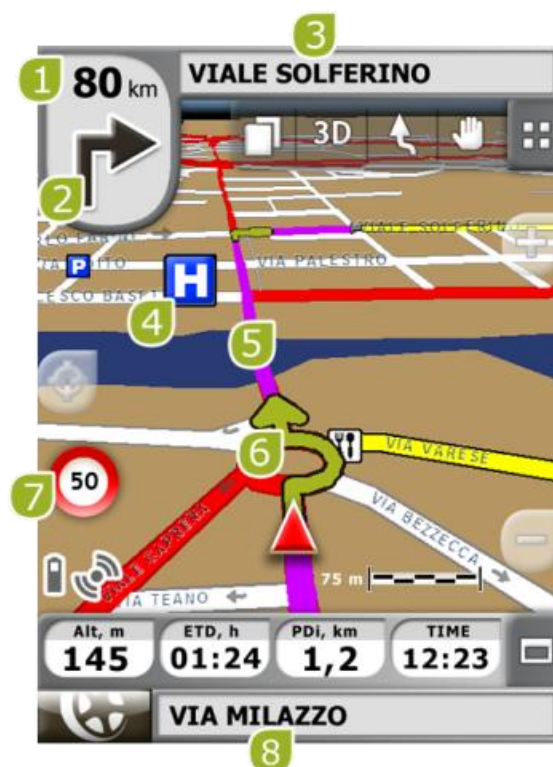 3
1
80 km
VIALE SOLFERINO
3D
2
VIALE SOLFERINO
P
VIA PALESTRO
H
4
5
6
VIA VARESE
7
50
VIA BEZZECCA
75 m
VIA TEANO
Alt, m
145
ETD, h
01:24
PDi, km
1,2
TIME
12:23
VIA MILAZZO
8